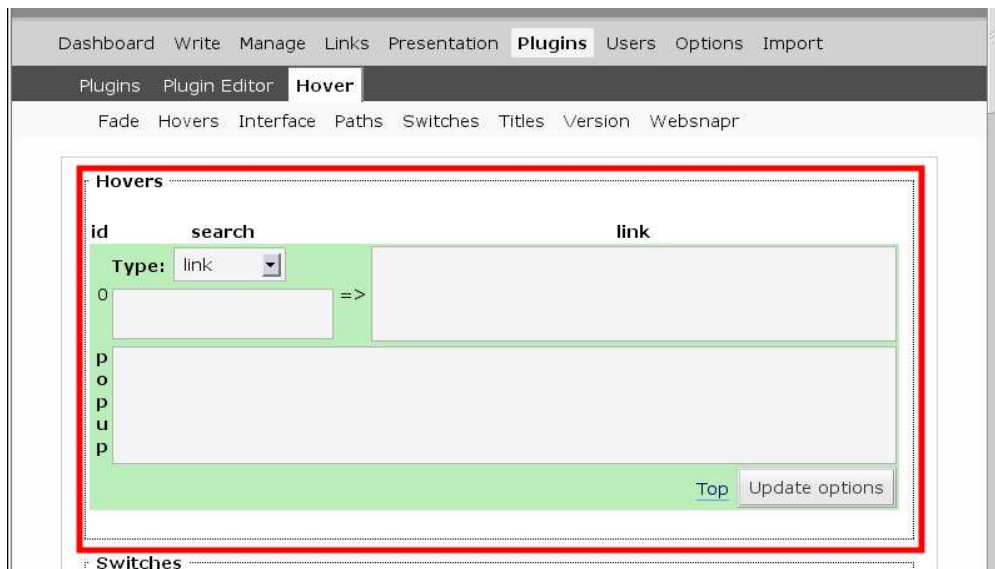 Dashboard Write Manage Links Presentation Plugins Users Options Import
Plugins Plugin Editor Hover
Fade Hovers Interface Paths Switches Titles Version Websnapr
Hovers
id search link
Type: link
0 =>
p
o
p
u
p
Top Update options
Switches